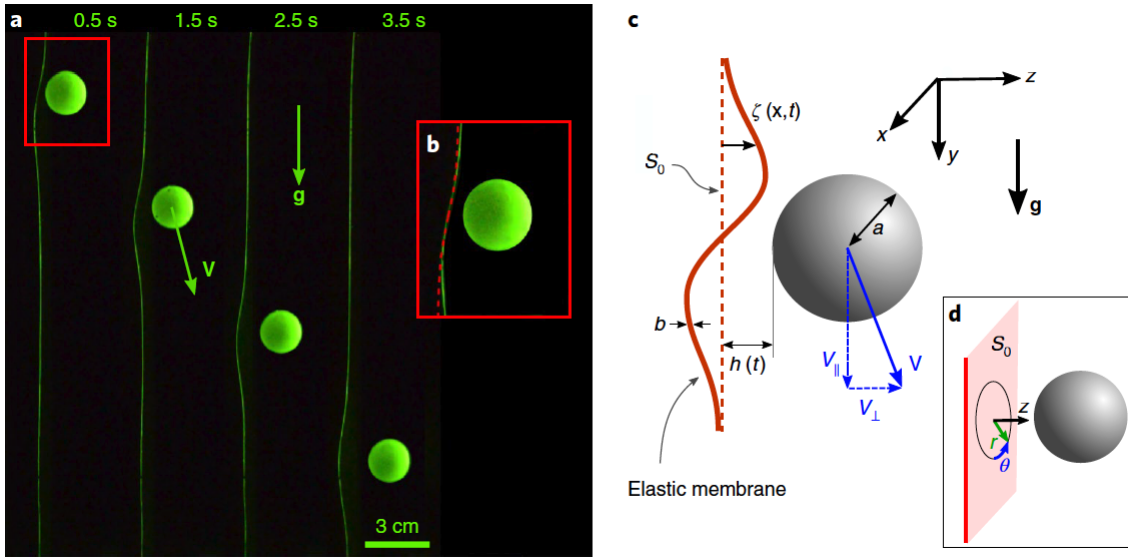 a 0.5 s 1.5 s 2.5 s 3.5 s
g
V
b
3 cm
c
ζ (x,t)
S₀
z
x
y
g
a
b
h (t)
V∥
V
V⊥
Elastic membrane
d
S₀
z
r
θ